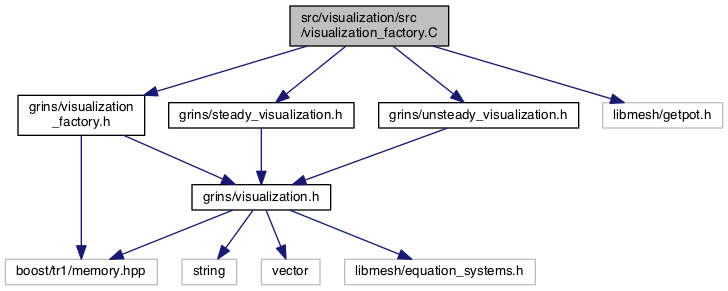 src/visualization/src
/visualization_factory.C
grins/visualization
_factory.h
grins/steady_visualization.h
grins/unsteady_visualization.h
libmesh/getpot.h
grins/visualization.h
boost/tr1/memory.hpp
string
vector
libmesh/equation_systems.h